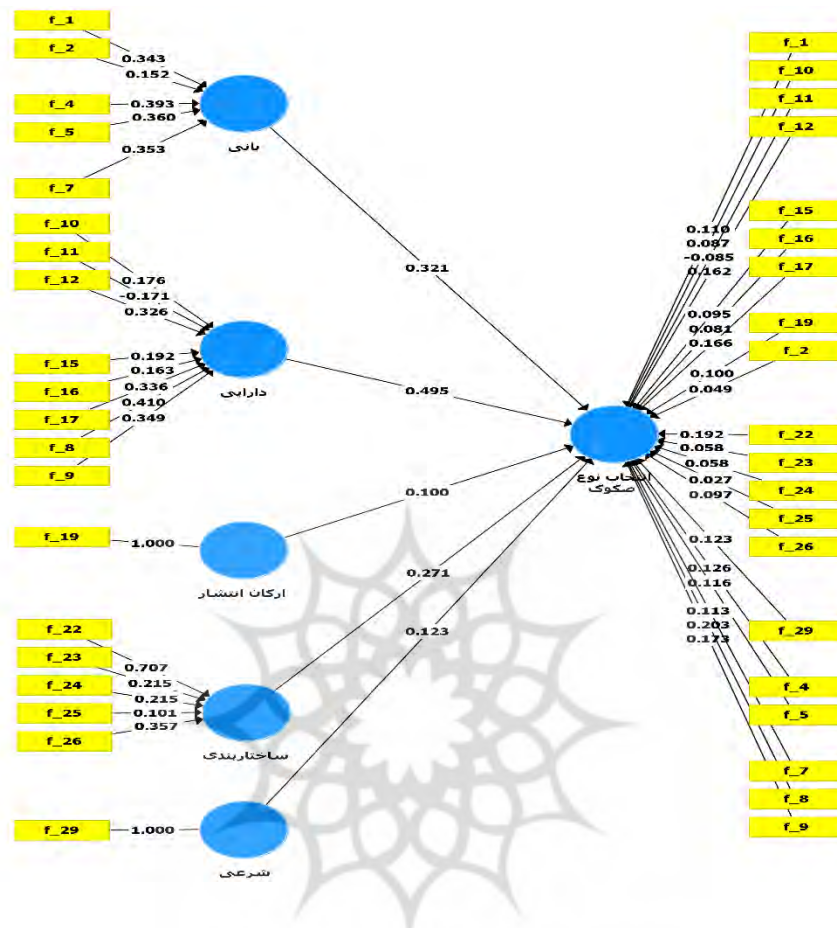 f_1
f_2
0.343
0.152
f_4
0.393
f_5
0.360
f_7
0.353
بانی
f_10
f_11
f_12
0.176
-0.171
0.326
f_15
0.192
f_16
0.163
f_17
0.336
f_8
0.410
f_9
0.349
دارایی
f_19
1.000
ارکان انتشار
f_22
0.707
f_23
0.215
f_24
0.215
f_25
0.101
f_26
0.357
ساختاربندی
f_29
1.000
شرعی
0.321
0.495
0.100
0.271
0.123
انتخاب نوع
صکوک
f_1
f_10
f_11
f_12
0.110
0.087
-0.085
0.162
f_15
f_16
f_17
0.095
0.081
0.166
f_19
f_2
0.100
0.049
f_22
0.192
f_23
0.058
f_24
0.058
f_25
0.027
f_26
0.097
f_29
0.123
f_4
0.126
f_5
0.116
f_7
0.113
f_8
0.203
f_9
0.173